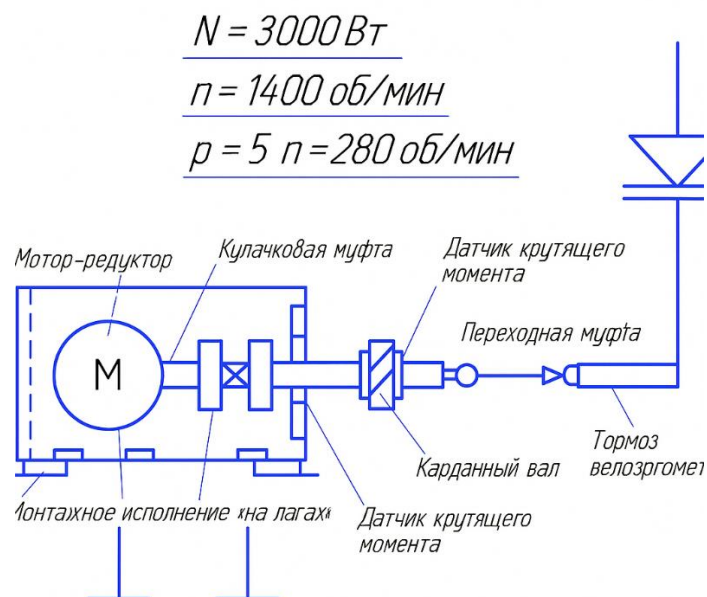 N = 3000 Вт
n = 1400 об/мин
p = 5 n = 280 об/мин
Мотор-редуктор
Кулачковая муфта
Датчик крутящего
момента
Переходная муфта
М
Карданный вал
Тормоз
велоэргомет
Монтажное исполнение «на лагах»
Датчик крутящего
момента